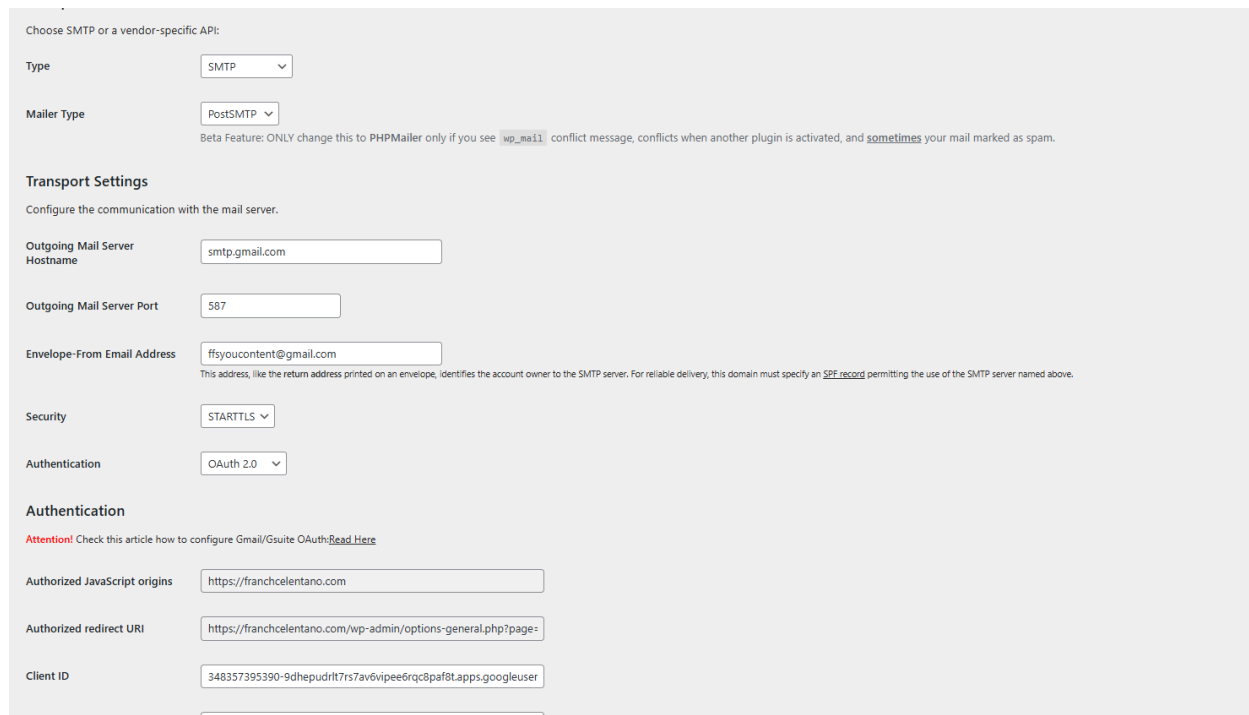 Choose SMTP or a vendor-specific API:
Type
SMTP
Mailer Type
PostSMTP
Beta Feature: ONLY change this to PHPMailer only if you see wp_mail conflict message, conflicts when another plugin is activated, and sometimes your mail marked as spam.
Transport Settings
Configure the communication with the mail server.
Outgoing Mail Server
Hostname
smtp.gmail.com
Outgoing Mail Server Port
587
Envelope-From Email Address
ffsyoucontent@gmail.com
This address, like the return address printed on an envelope, identifies the account owner to the SMTP server. For reliable delivery, this domain must specify an SPF record permitting the use of the SMTP server named above.
Security
STARTTLS
Authentication
OAuth 2.0
Authentication
Attention! Check this article how to configure Gmail/Gsuite OAuth:Read Here
Authorized JavaScript origins
https://franchcelentano.com
Authorized redirect URI
https://franchcelentano.com/wp-admin/options-general.php?page=
Client ID
348357395390-9dhepudrlt7rs7av6vipee6rqc8paf8t.apps.googleuser